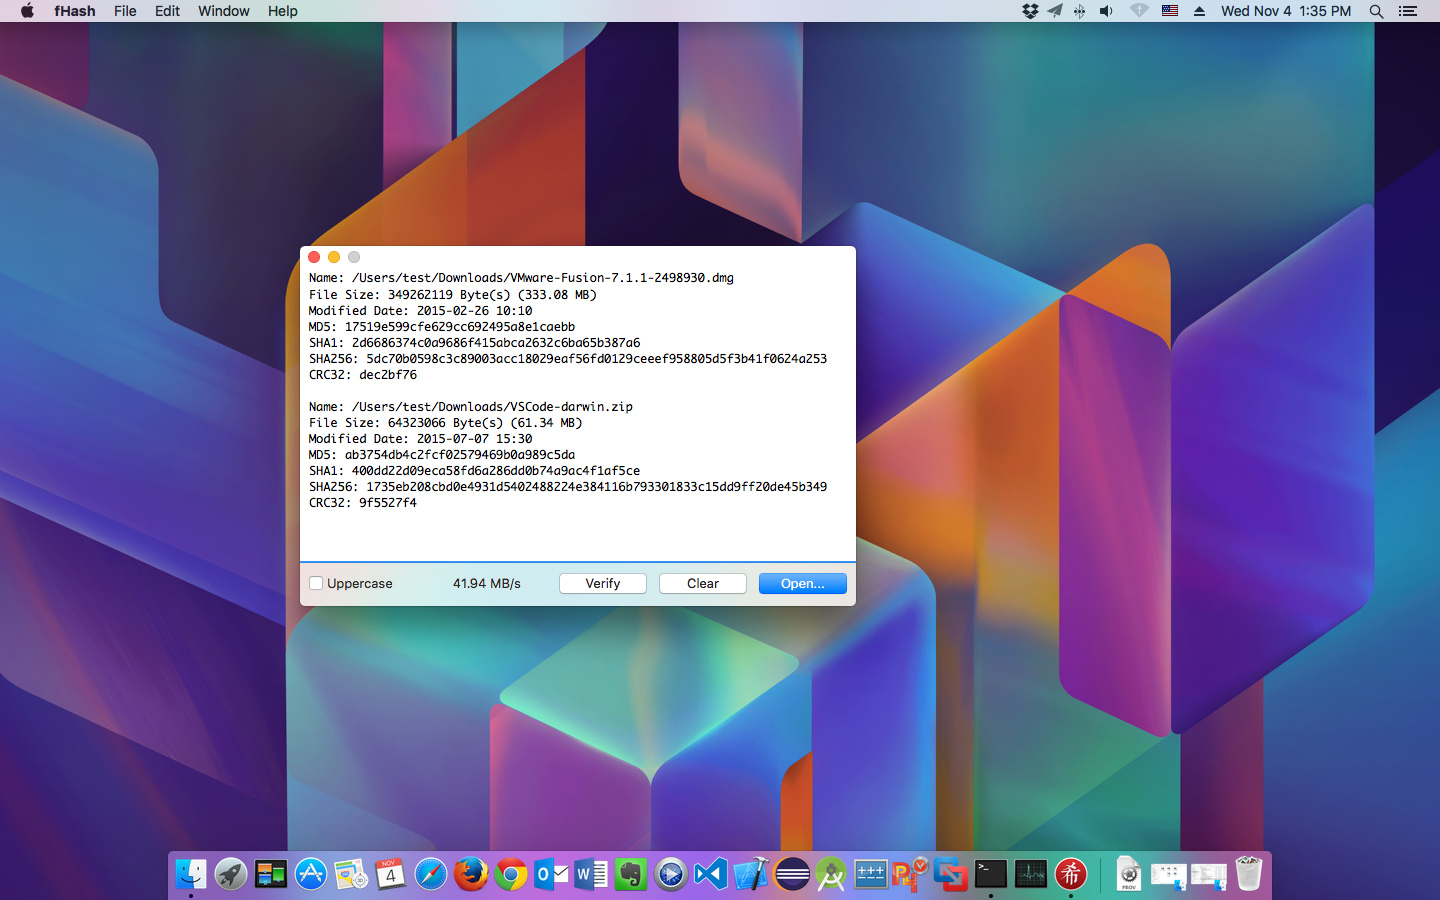 fHash File Edit Window Help Wed Nov 4 1:35 PM
Name: /Users/test/Downloads/VMware-Fusion-7.1.1-2498930.dmg
File Size: 349262119 Byte(s) (333.08 MB)
Modified Date: 2015-02-26 10:10
MD5: 17519e599cfe629cc692495a8e1caebb
SHA1: 2d6686374c0a9686f415abca2632c6ba65b387a6
SHA256: 5dc70b0598c3c89003acc18029eaf56fd0129ceeef958805d5f3b41f0624a253
CRC32: dec2bf76
Name: /Users/test/Downloads/VSCode-darwin.zip
File Size: 64323066 Byte(s) (61.34 MB)
Modified Date: 2015-07-07 15:30
MD5: ab3754db4c2fcf02579469b0a989c5da
SHA1: 400dd22d09eca58fd6a286dd0b74a9ac4f1af5ce
SHA256: 1735eb208cbd0e4931d5402488224e384116b793301833c15dd9ff20de45b349
CRC32: 9f5527f4
Uppercase 41.94 MB/s Verify Clear Open...
NOV
4
希
PROV